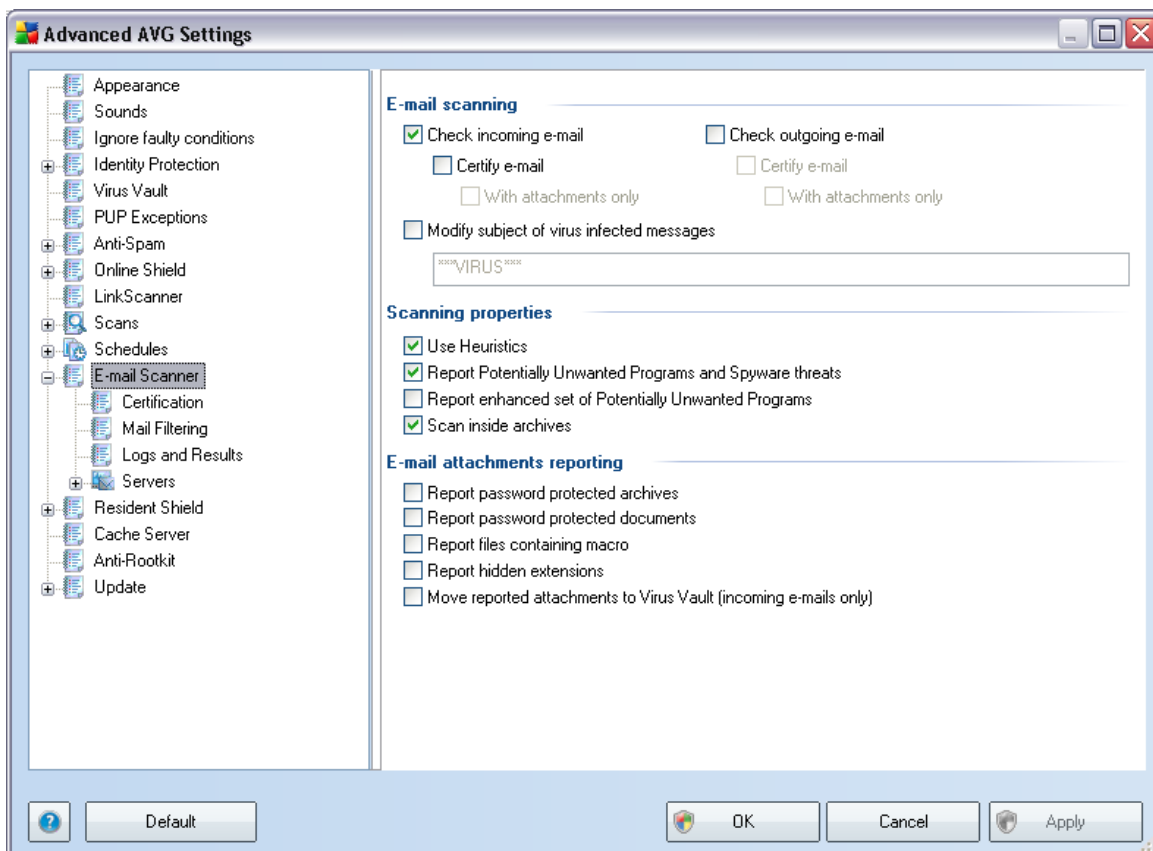 Advanced AVG Settings
Appearance
Sounds
Ignore faulty conditions
Identity Protection
Virus Vault
PUP Exceptions
Anti-Spam
Online Shield
LinkScanner
Scans
Schedules
E-mail Scanner
Certification
Mail Filtering
Logs and Results
Servers
Resident Shield
Cache Server
Anti-Rootkit
Update
E-mail scanning
Check incoming e-mail
Check outgoing e-mail
Certify e-mail
Certify e-mail
With attachments only
With attachments only
Modify subject of virus infected messages
***VIRUS***
Scanning properties
Use Heuristics
Report Potentially Unwanted Programs and Spyware threats
Report enhanced set of Potentially Unwanted Programs
Scan inside archives
E-mail attachments reporting
Report password protected archives
Report password protected documents
Report files containing macro
Report hidden extensions
Move reported attachments to Virus Vault (incoming e-mails only)
?
Default
OK
Cancel
Apply